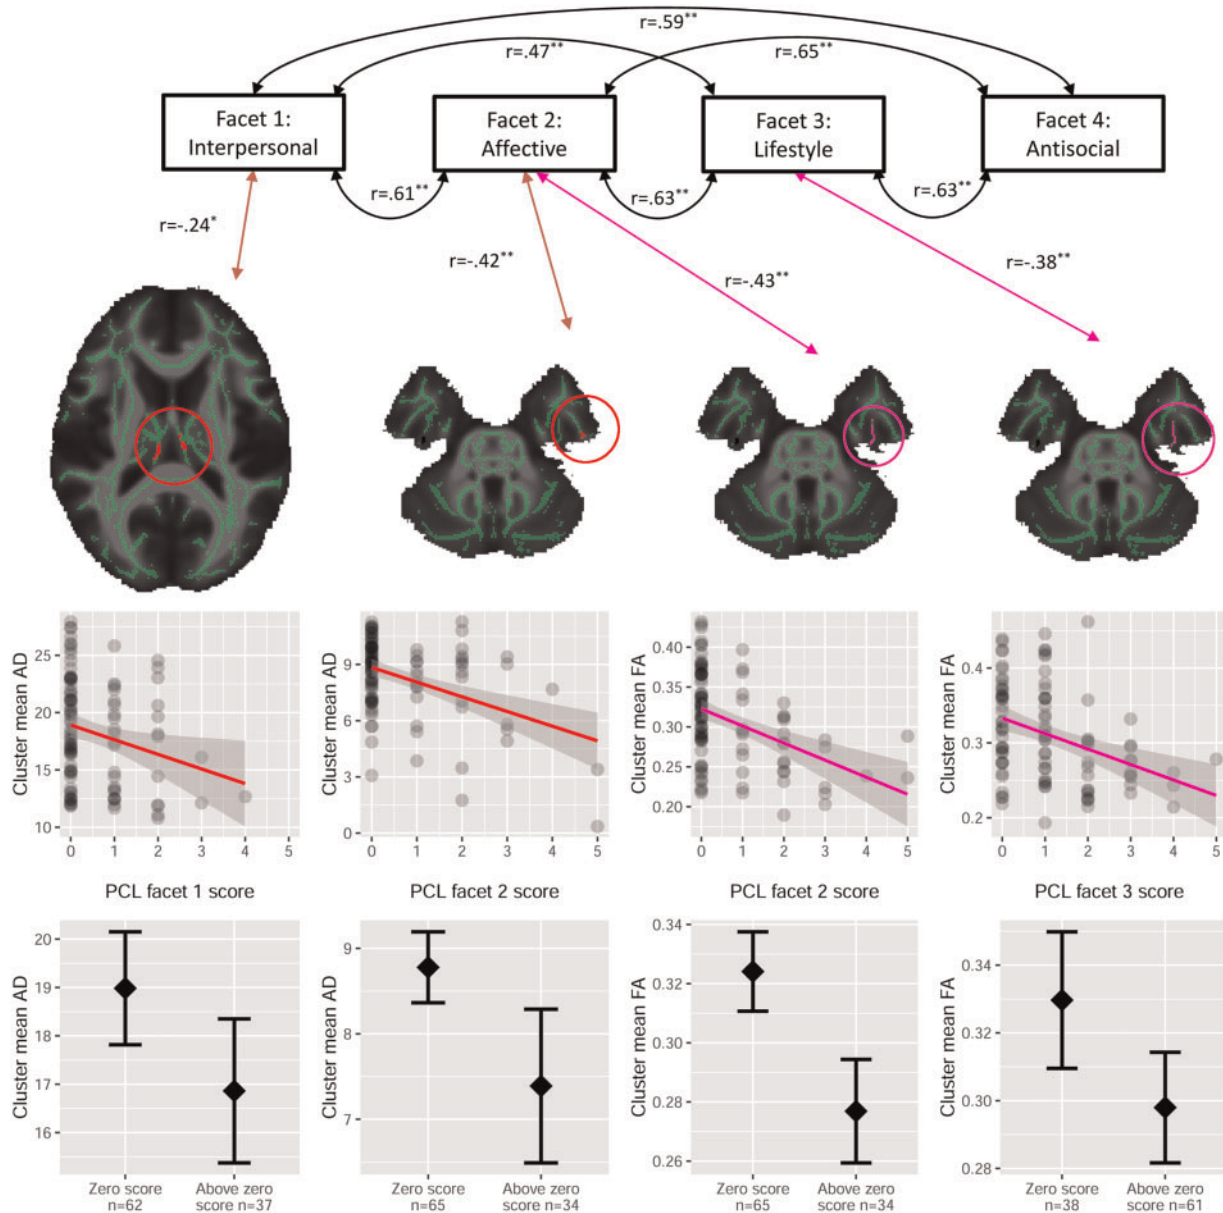 r=.59**
r=.47**
r=.65**
Facet 1:
Interpersonal
Facet 2:
Affective
Facet 3:
Lifestyle
Facet 4:
Antisocial
r=.61**
r=.63**
r=.63**
r=-.24*
r=-.42**
r=-.43**
r=-.38**
Cluster mean AD
25
20
15
10
0 1 2 3 4 5
PCL facet 1 score
Cluster mean AD
9
6
3
0
0 1 2 3 4 5
PCL facet 2 score
Cluster mean FA
0.40
0.35
0.30
0.25
0.20
0 1 2 3 4 5
PCL facet 2 score
Cluster mean FA
0.4
0.3
0.2
0 1 2 3 4 5
PCL facet 3 score
Cluster mean AD
20
19
18
17
16
Zero score
n=62
Above zero
score n=37
Cluster mean AD
9
8
7
Zero score
n=65
Above zero
score n=34
Cluster mean FA
0.34
0.32
0.30
0.28
0.26
Zero score
n=65
Above zero
score n=34
Cluster mean FA
0.34
0.32
0.30
0.28
Zero score
n=38
Above zero
score n=61